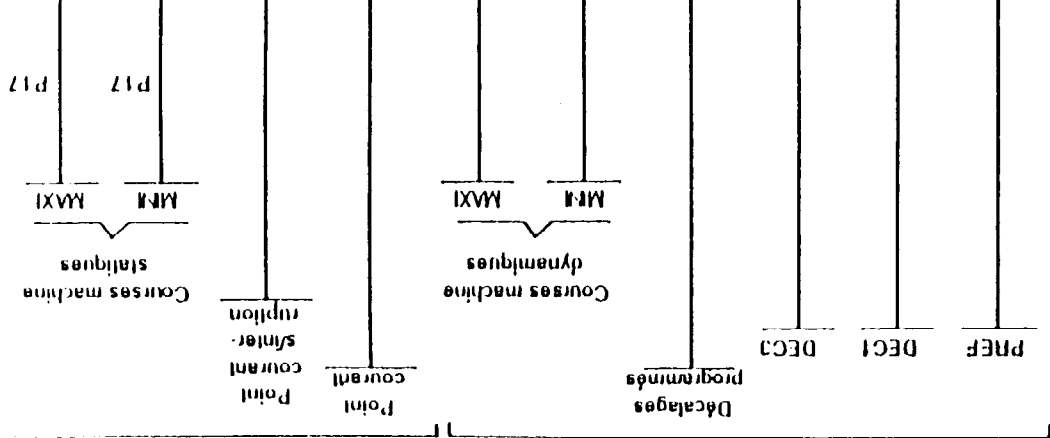 PREF
DEC1
DEC3
Décalages
programmés
Courses machine
dynamiques
MINI
MAXI
Point
courant
Point
courant
s/inter-
ruption
Courses machine
statiques
MINI
MAXI
P17
P17